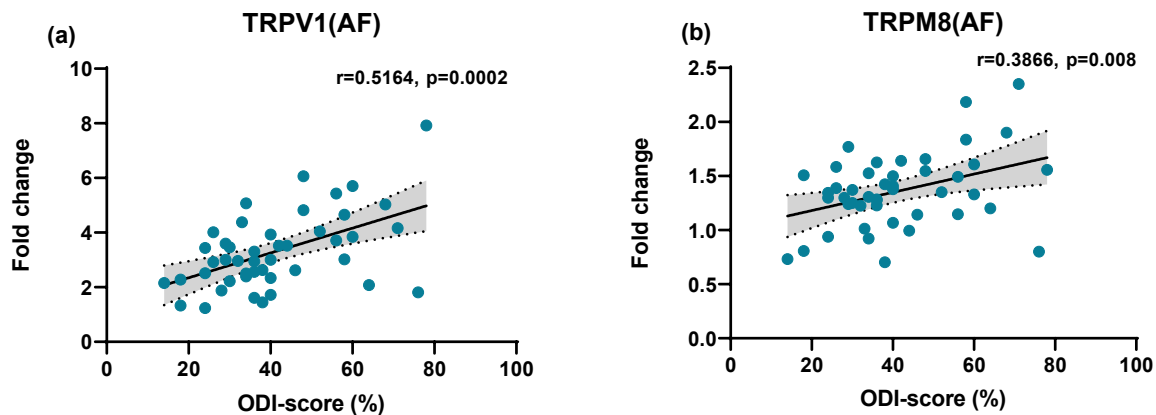 (a)
TRPV1(AF)
r=0.5164, p=0.0002
Fold change
10
8
6
4
2
0
0 20 40 60 80 100
ODI-score (%)
(b)
TRPM8(AF)
r=0.3866, p=0.008
Fold change
2.5
2.0
1.5
1.0
0.5
0.0
0 20 40 60 80 100
ODI-score (%)